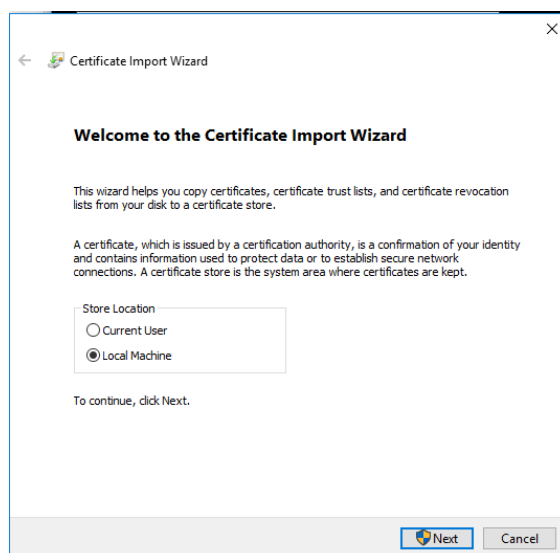 Certificate Import Wizard
Welcome to the Certificate Import Wizard
This wizard helps you copy certificates, certificate trust lists, and certificate revocation
lists from your disk to a certificate store.
A certificate, which is issued by a certification authority, is a confirmation of your identity
and contains information used to protect data or to establish secure network
connections. A certificate store is the system area where certificates are kept.
Store Location
Current User
Local Machine
To continue, click Next.
Next
Cancel